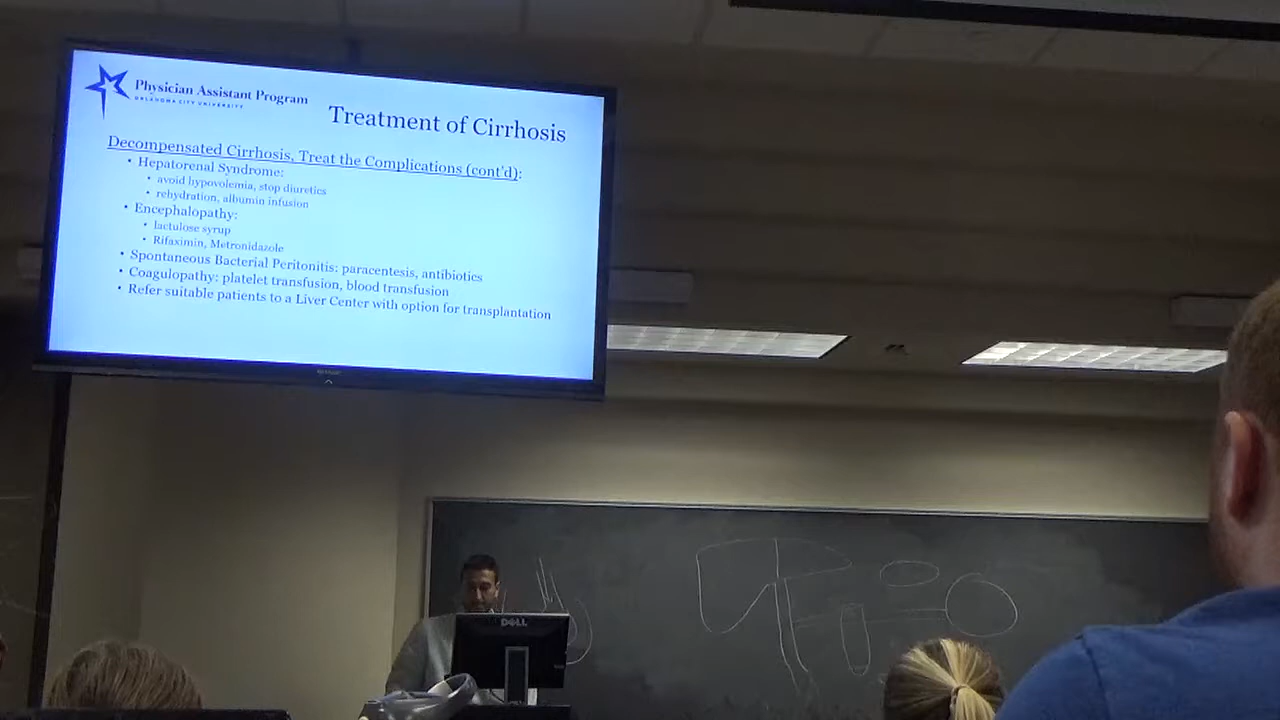 Physician Assistant Program
OKLAHOMA CITY UNIVERSITY
Treatment of Cirrhosis
Decompensated Cirrhosis, Treat the Complications (cont'd):
• Hepatorenal Syndrome:
• avoid hypovolemia, stop diuretics
• rehydration, albumin infusion
• Encephalopathy:
• lactulose syrup
• Rifaximin, Metronidazole
• Spontaneous Bacterial Peritonitis: paracentesis, antibiotics
• Coagulopathy: platelet transfusion, blood transfusion
• Refer suitable patients to a Liver Center with option for transplantation
DELL